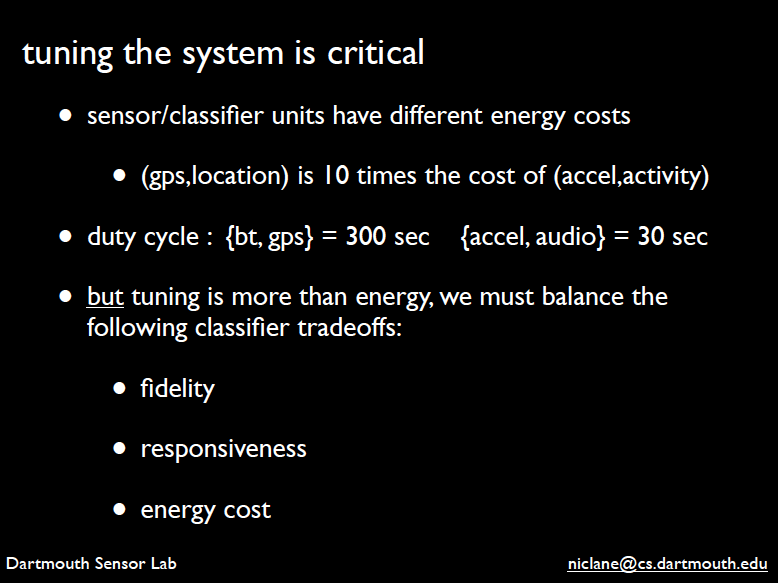 tuning the system is critical
• sensor/classifier units have different energy costs
• (gps,location) is 10 times the cost of (accel,activity)
• duty cycle : {bt, gps} = 300 sec {accel, audio} = 30 sec
• but tuning is more than energy, we must balance the
following classifier tradeoffs:
• fidelity
• responsiveness
• energy cost
Dartmouth Sensor Lab
niclane@cs.dartmouth.edu